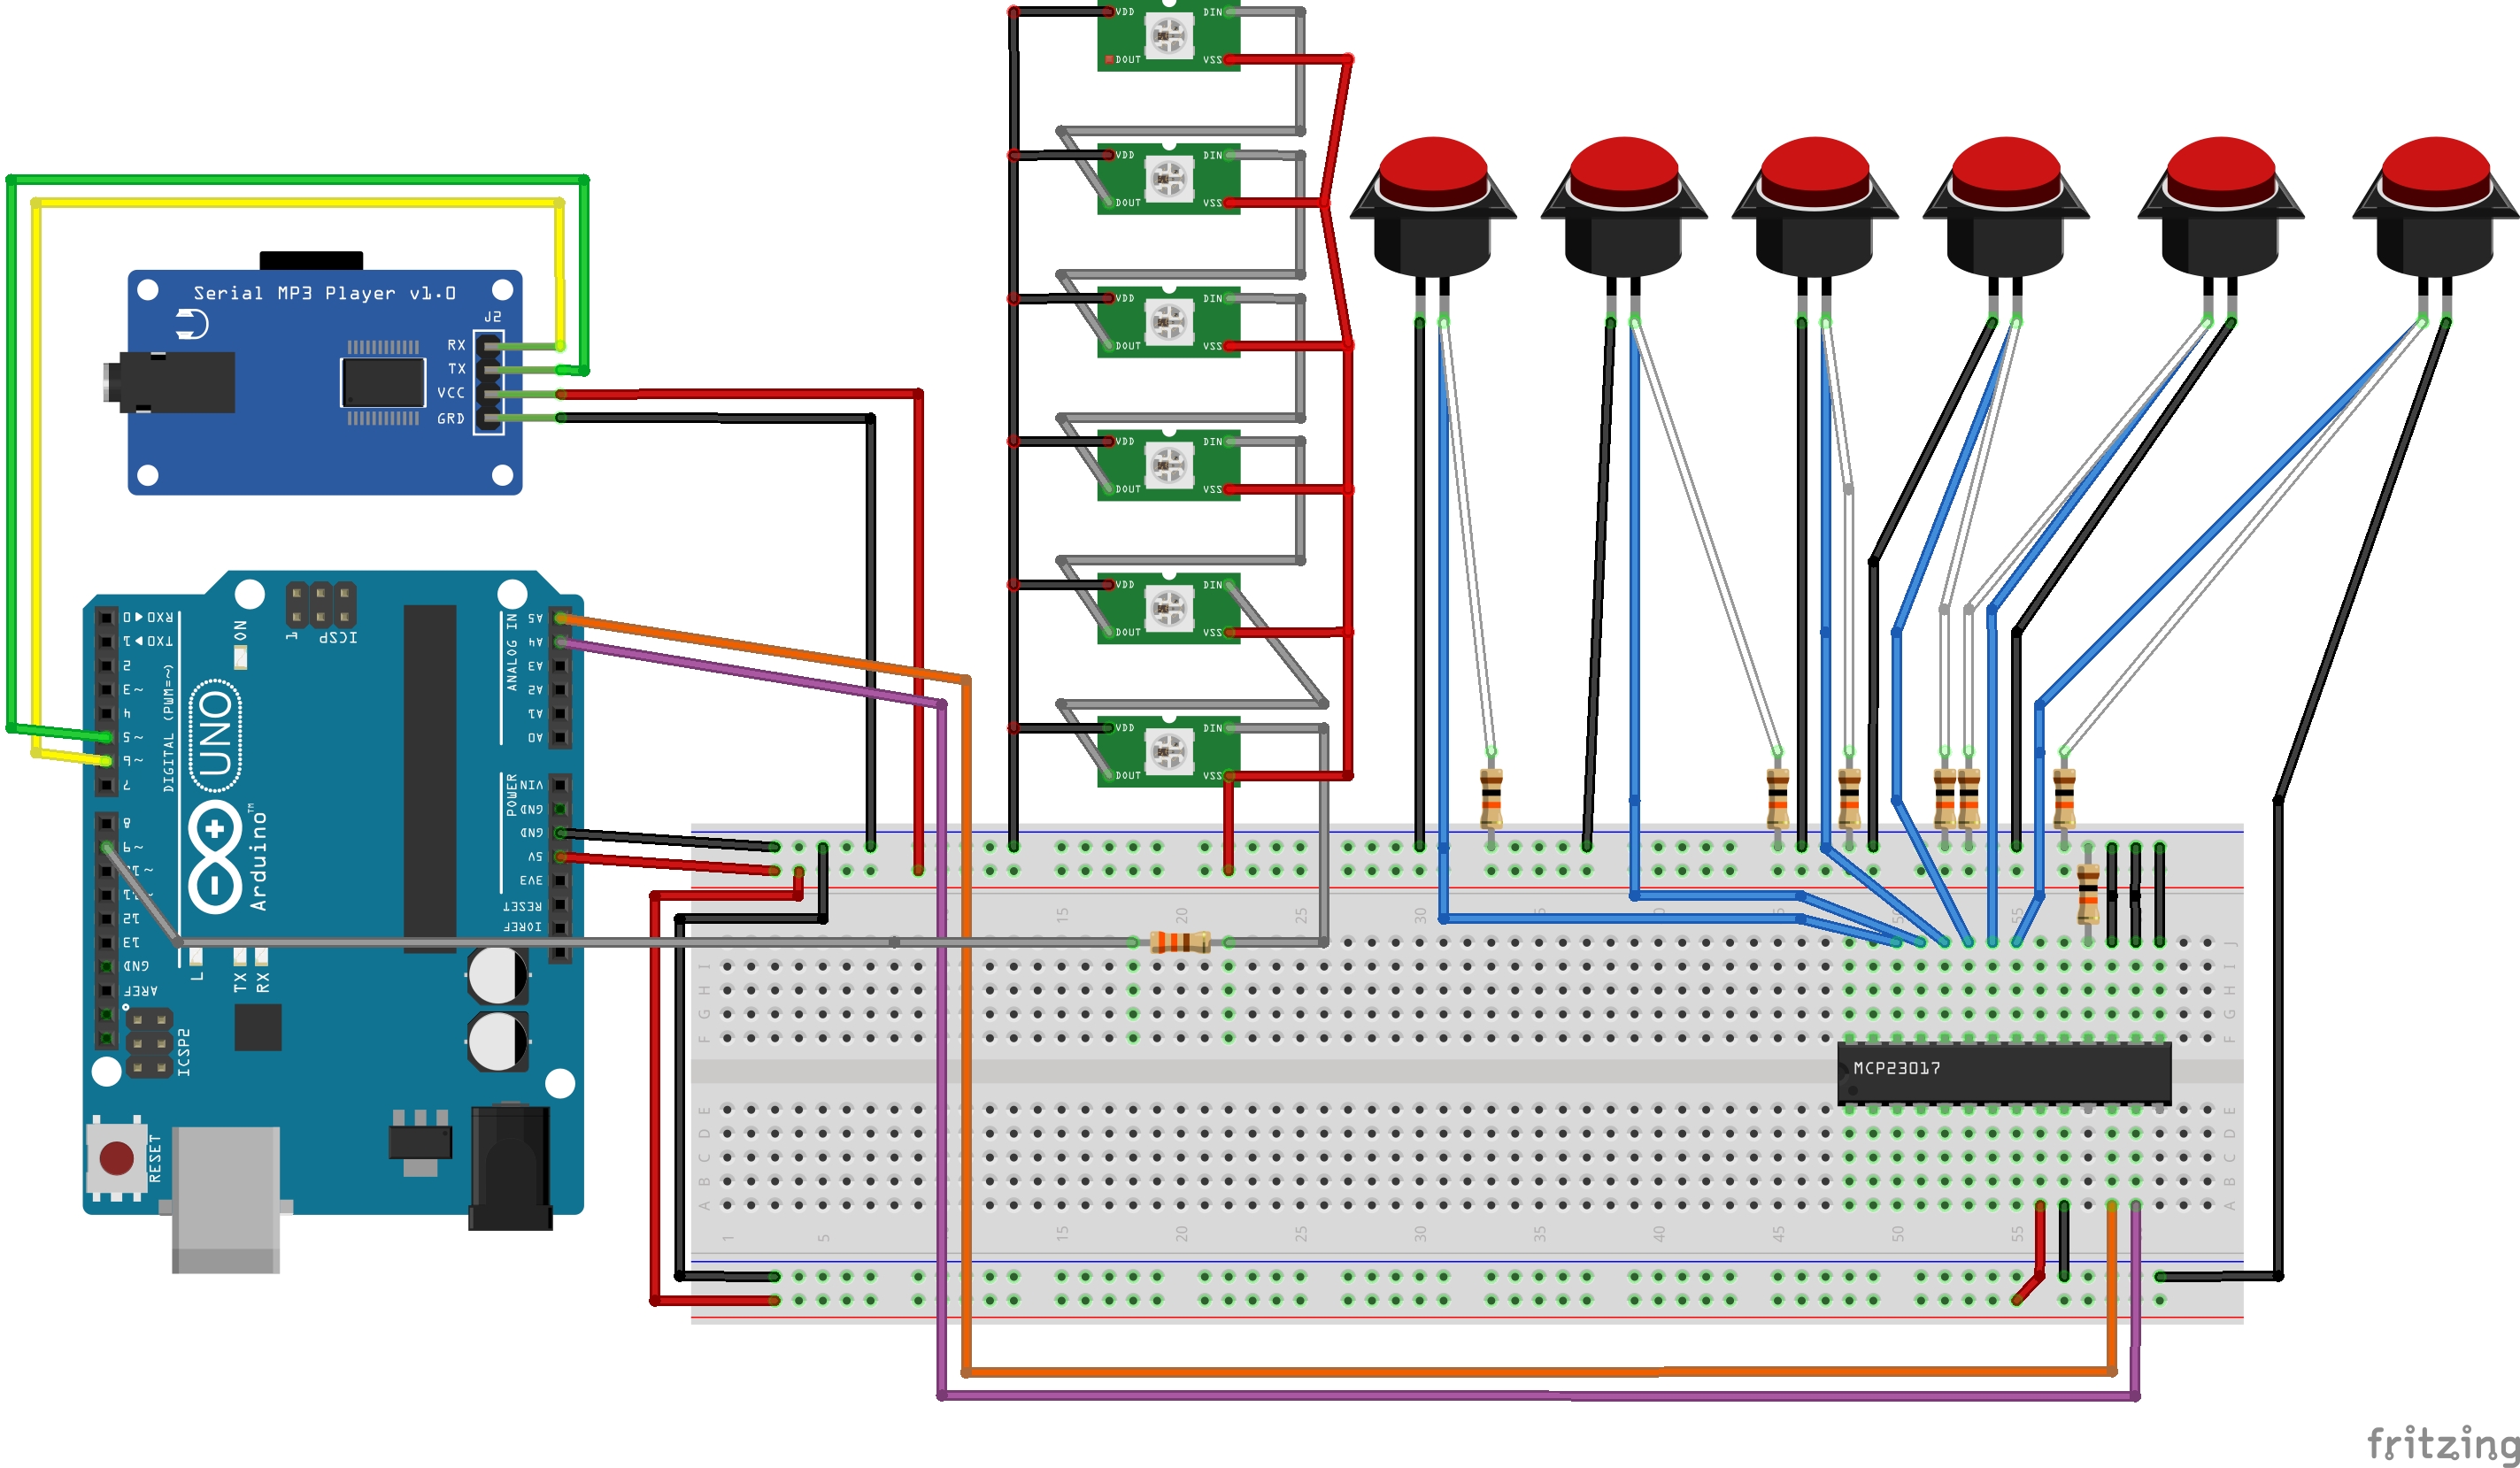 VDD DIN
DOUT VSS
VDD DIN
DOUT VSS
VDD DIN
DOUT VSS
VDD DIN
DOUT VSS
VDD DIN
DOUT VSS
VDD DIN
DOUT VSS
Serial MP3 Player v1.0
J2
RX
TX
VCC
GRD
RX◄0
TX►1
2
~3
4
~5
~6
7
8
~9
12
13
GND
AREF
DIGITAL (PWM=~)
ON
1
ICSP
UNO
Arduino™
L
TX
RX
ICSP2
RESET
ANALOG IN
A5
A4
A3
A2
A1
A0
POWER
VIN
GND
GND
5V
3V3
RESET
IOREF
15 20 25 30
J
I I
H H
G G
F F
MCP23017
E E
D D
C C
B B
A A
1 5 15 20 25 30 35 40 45 50 55
fritzing